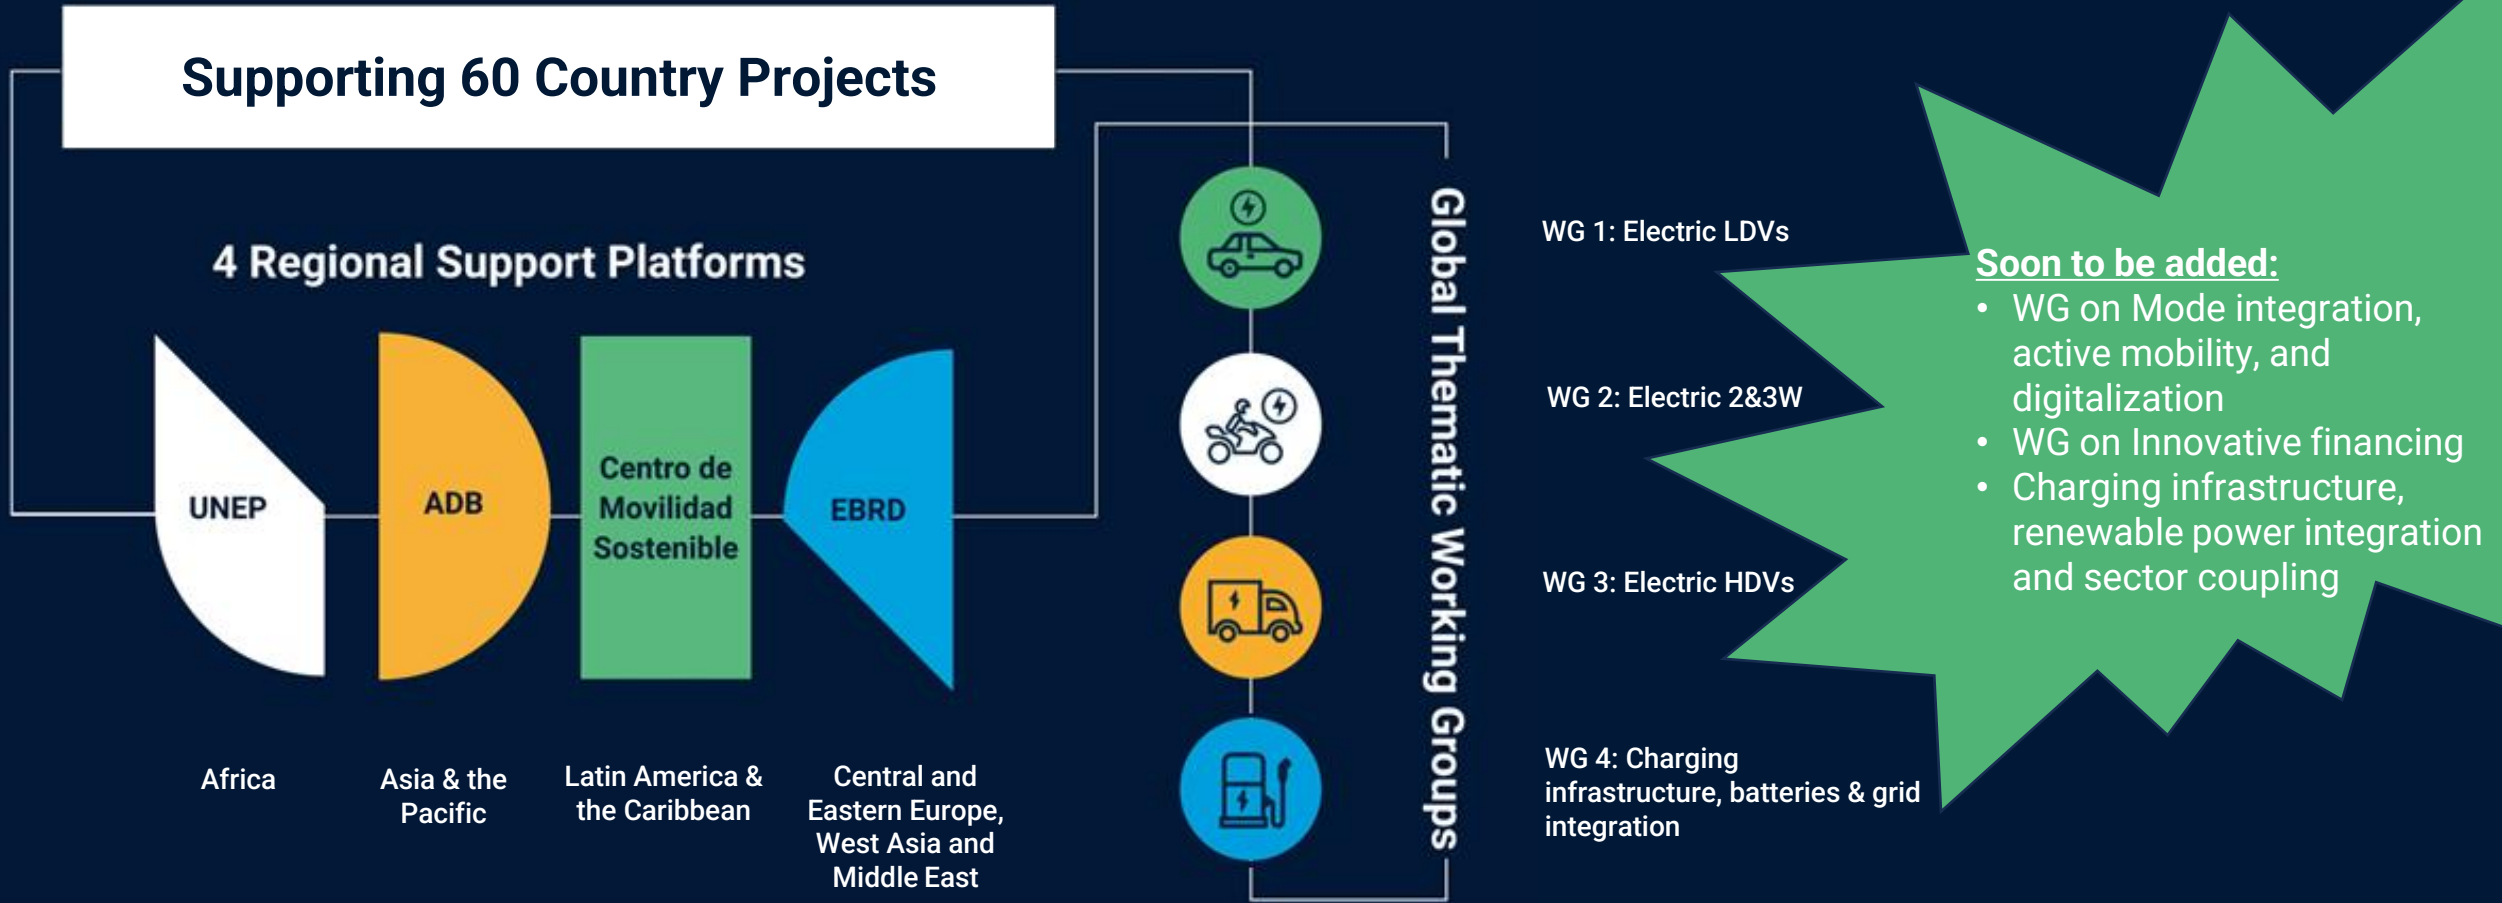 Supporting 60 Country Projects
4 Regional Support Platforms
UNEP
ADB
Centro de
Movilidad
Sostenible
EBRD
Africa
Asia & the
Pacific
Latin America &
the Caribbean
Central and
Eastern Europe,
West Asia and
Middle East
Global Thematic Working Groups
WG 1: Electric LDVs
WG 2: Electric 2&3W
WG 3: Electric HDVs
WG 4: Charging
infrastructure, batteries & grid
integration
Soon to be added:
• WG on Mode integration,
active mobility, and
digitalization
• WG on Innovative financing
• Charging infrastructure,
renewable power integration
and sector coupling